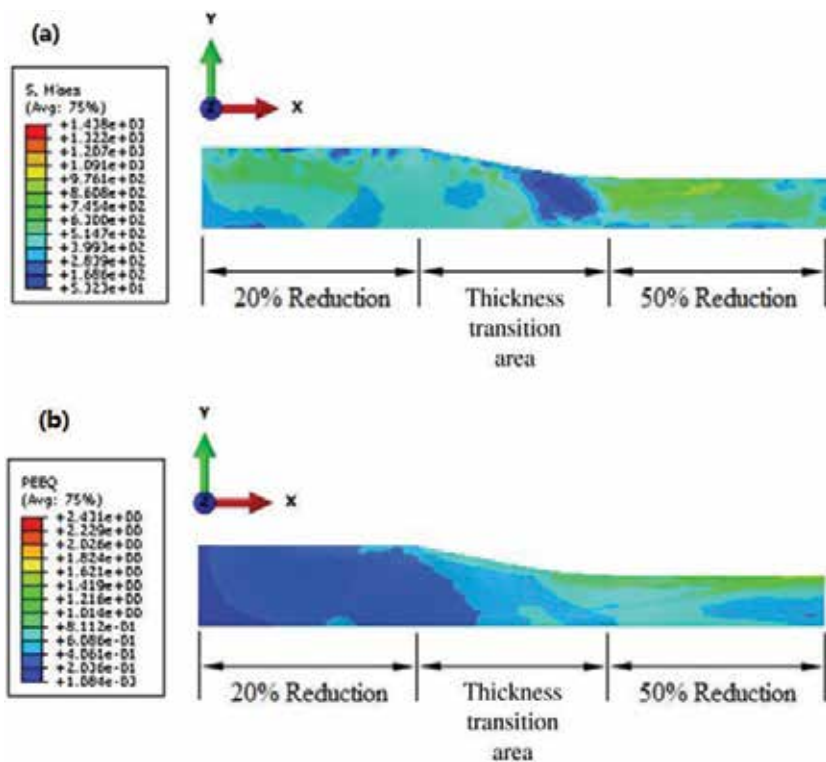 (a)
Y
S, Mises
(Avg: 75%)
+1.438e+03
+1.322e+03
+1.207e+03
+1.091e+03
+9.761e+02
+8.608e+02
+7.454e+02
+6.300e+02
+5.147e+02
+3.993e+02
+2.839e+02
+1.686e+02
+5.323e+01
Z
X
20% Reduction
Thickness
transition
area
50% Reduction
(b)
Y
PEEQ
(Avg: 75%)
+2.431e+00
+2.229e+00
+2.026e+00
+1.824e+00
+1.621e+00
+1.419e+00
+1.216e+00
+1.014e+00
+8.112e-01
+6.086e-01
+4.061e-01
+2.036e-01
+1.084e-03
Z
X
20% Reduction
Thickness
transition
area
50% Reduction